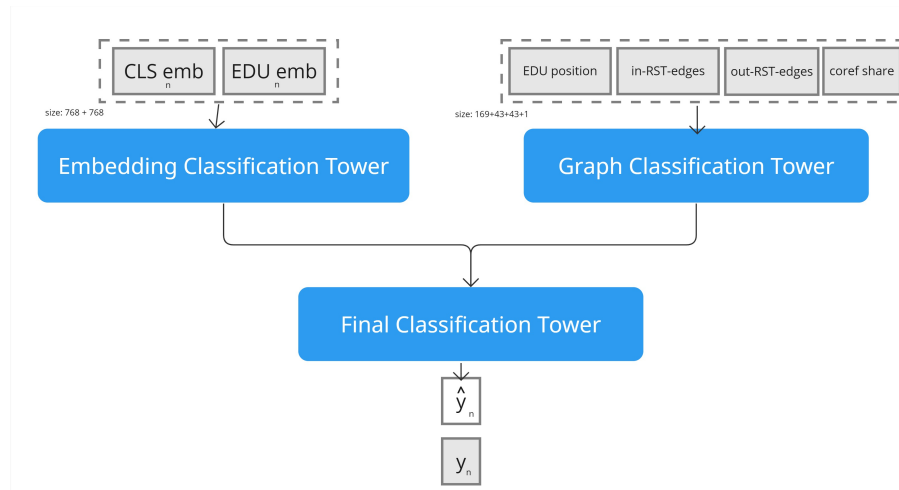 CLS emb n
EDU emb n
size: 768 + 768
EDU position
in-RST-edges
out-RST-edges
coref share
size: 169+43+43+1
Embedding Classification Tower
Graph Classification Tower
Final Classification Tower
ŷ n
y n